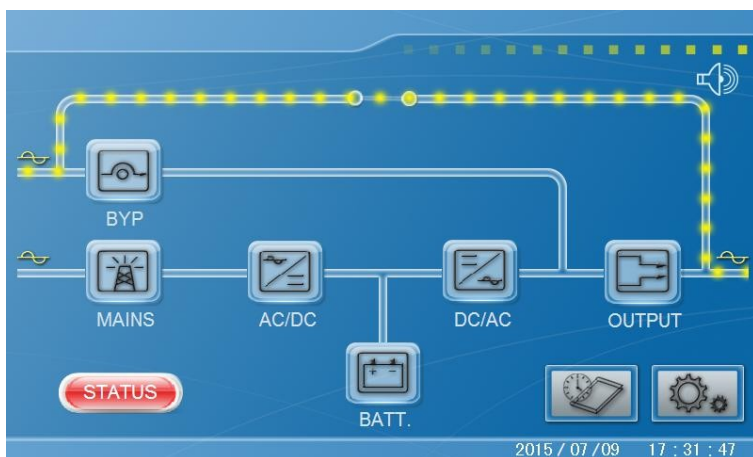 BYP
MAINS
AC/DC
DC/AC
OUTPUT
STATUS
BATT.
2015/07/09 17:31:47